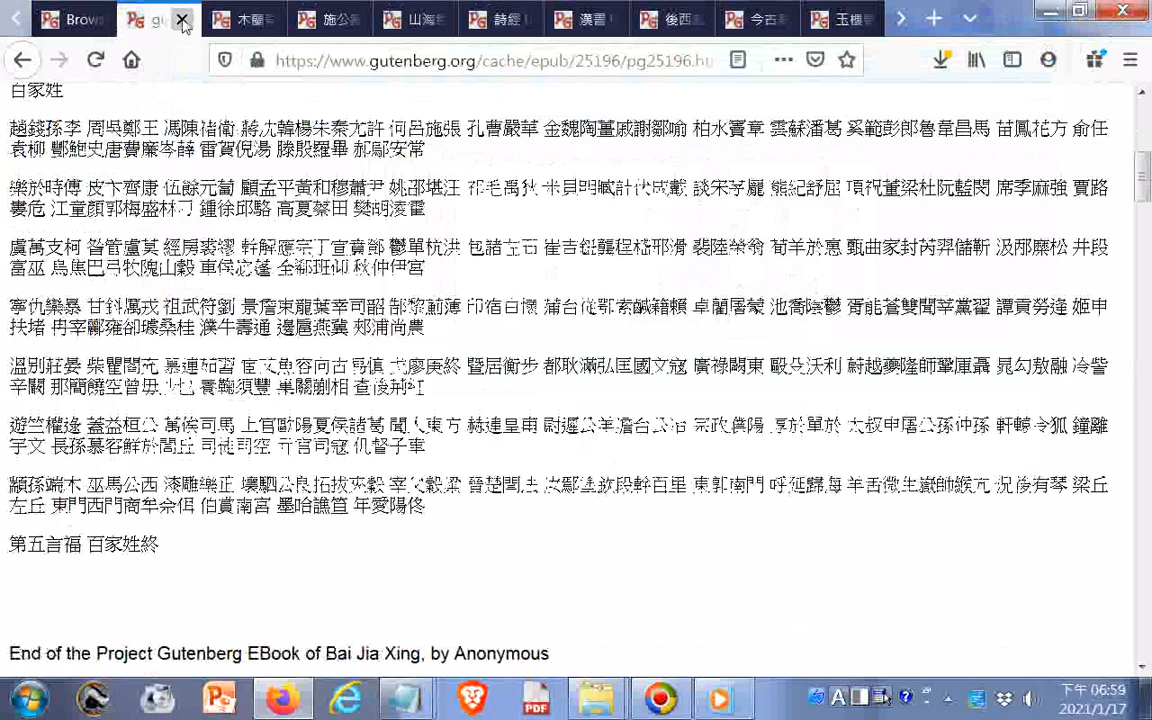 Brows
木蘭
施公
山海
詩經
漢書
後西
今古
玉樓
https://www.gutenberg.org/cache/epub/25196/pg25196.h
百家姓
趙錢孫李 周吳鄭王 馮陳褚衛 蔣沈韓楊朱秦尤許 何呂施張 孔曹嚴華 金魏陶薑戚謝鄒喻 柏水竇章 雲蘇潘葛 奚範彭郎魯韋昌馬 苗鳳花方 俞任
袁柳 酆鮑史唐費廉岑薛 雷賀倪湯 滕殷羅畢 郝鄔安常
樂於時傅 皮卞齊康 伍餘元蔔 顧孟平黃和穆蕭尹 姚邵堪汪 祁毛禹狄 米貝明臧計伏成戴 談宋茅龐 熊紀舒屈 項祝董梁杜阮藍閔 席季麻強 賈路
婁危 江童顏郭梅盛林刁 鍾徐邱駱 高夏蔡田 樊胡淩霍
虞萬支柯 昝管盧莫 經房裘繆 幹解應宗丁宣賁鄧 鬱單杭洪 包諸左石 崔吉鈕龔程嵇邢滑 裴陸榮翁 荀羊於惠 甄曲家封芮羿儲靳 汲邴糜松 井段
富巫 烏焦巴弓牧隗山穀 車侯宓蓬 全郗班仰 秋仲伊宮
寧仇欒暴 甘鈄厲戎 祖武符劉 景詹束龍葉幸司韶 郜黎薊薄 印宿白懷 蒲台從鄂索鹹籍賴 卓藺屠蒙 池喬陰鬱 胥能蒼雙聞莘黨翟 譚貢勞逄 姬申
扶堵 冉宰酈雍卻璩桑桂 濮牛壽通 邊扈燕冀 郟浦尚農
溫別莊晏 柴瞿閻充 慕連茹習 宦艾魚容向古易慎 戈廖庾終 暨居衡步 都耿滿弘匡國文寇 廣祿闕東 歐殳沃利 蔚越夔隆師鞏厙聶 晁勾敖融 冷訾
辛闞 那簡饒空曾毋沙乜 養鞠須豐 巢關蒯相 查後荊紅
遊竺權逯 蓋益桓公 萬俟司馬 上官歐陽夏侯諸葛 聞人東方 赫連皇甫 尉遲公羊澹台公冶 宗政濮陽 淳於單於 太叔申屠公孫仲孫 軒轅令狐 鐘離
宇文 長孫慕容鮮於閭丘 司徒司空 亓官司寇 仉督子車
顓孫端木 巫馬公西 漆雕樂正 壤駟公良拓拔夾穀 宰父穀梁 晉楚閆法 汝鄢塗欽段幹百里 東郭南門 呼延歸海 羊舌微生嶽帥緱亢 況後有琴 梁丘
左丘 東門西門商牟佘佴 伯賞南宮 墨哈譙笪 年愛陽佟
第五言福 百家姓終
End of the Project Gutenberg EBook of Bai Jia Xing, by Anonymous
下午 06:59
2021/1/17